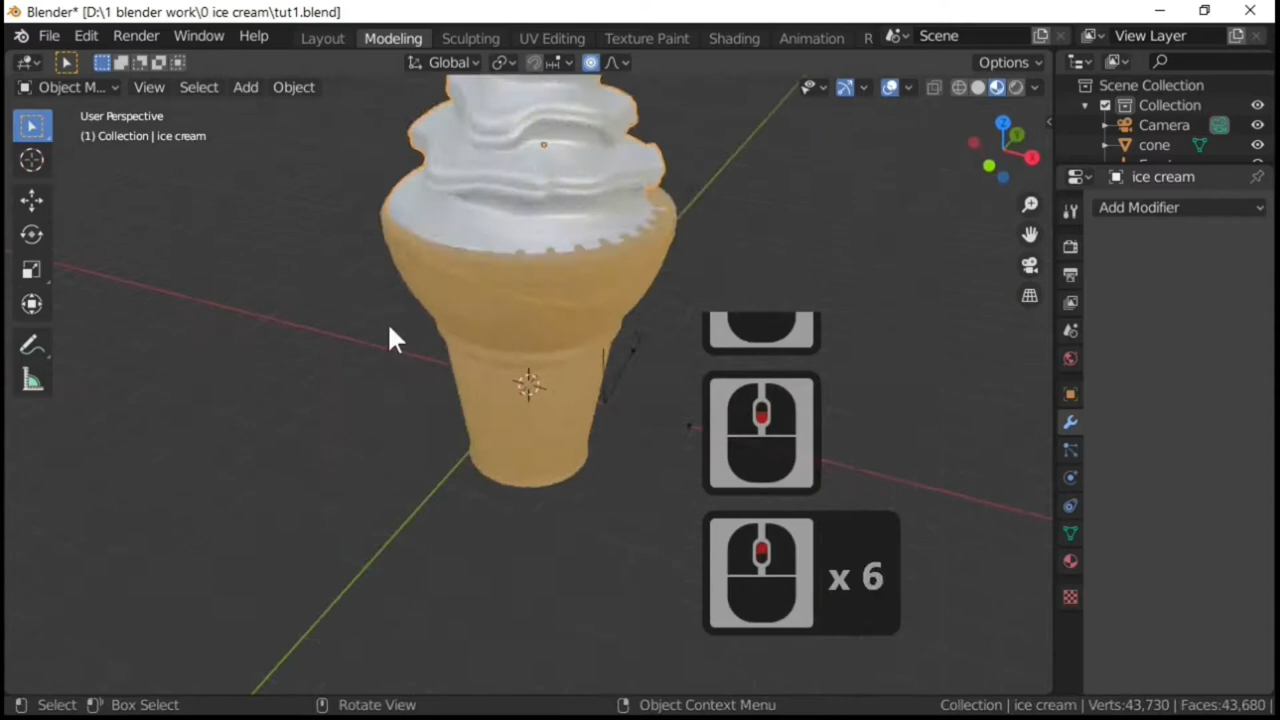 Blender* [D:\1 blender work\0 ice cream\tut1.blend]
File Edit Render Window Help Layout Modeling Sculpting UV Editing Texture Paint Shading Animation R Scene View Layer
Global Options
Object M... View Select Add Object
Scene Collection
Collection
Camera
cone
User Perspective
(1) Collection | ice cream
ice cream
Add Modifier
x 6
Select Box Select Rotate View Object Context Menu Collection | ice cream | Verts:43,730 | Faces:43,680 |